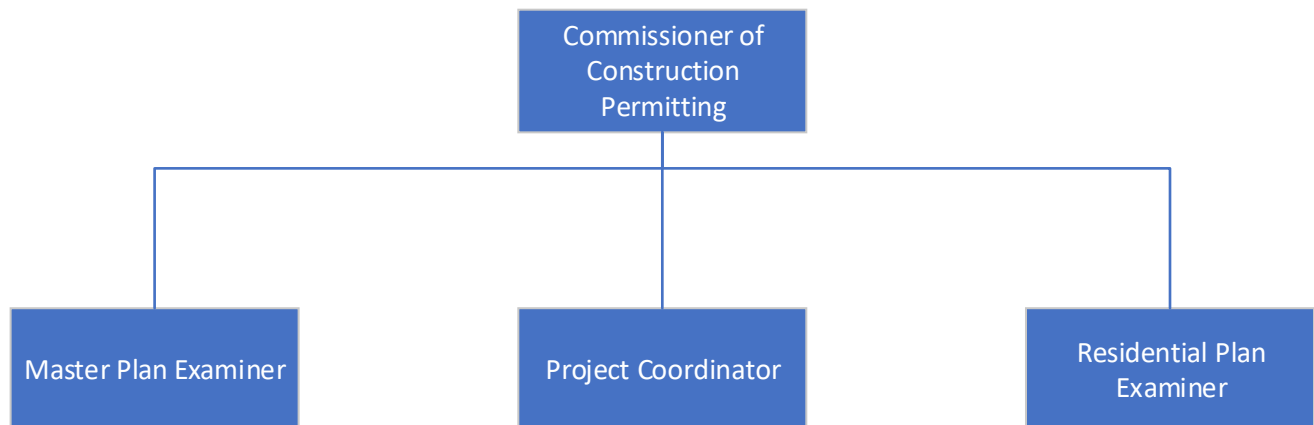 Commissioner of
Construction
Permitting
Master Plan Examiner
Project Coordinator
Residential Plan
Examiner